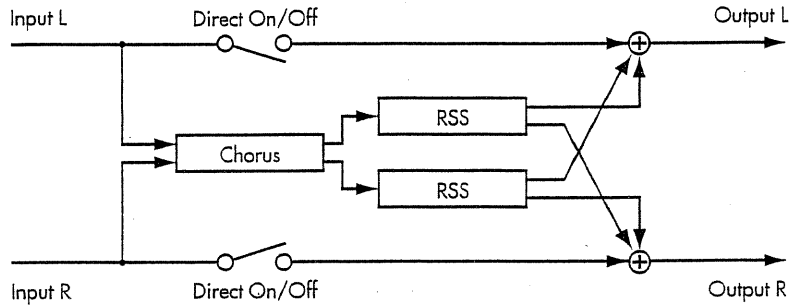 Input L
Direct On/Off
Output L
RSS
Chorus
RSS
Input R
Direct On/Off
Output R